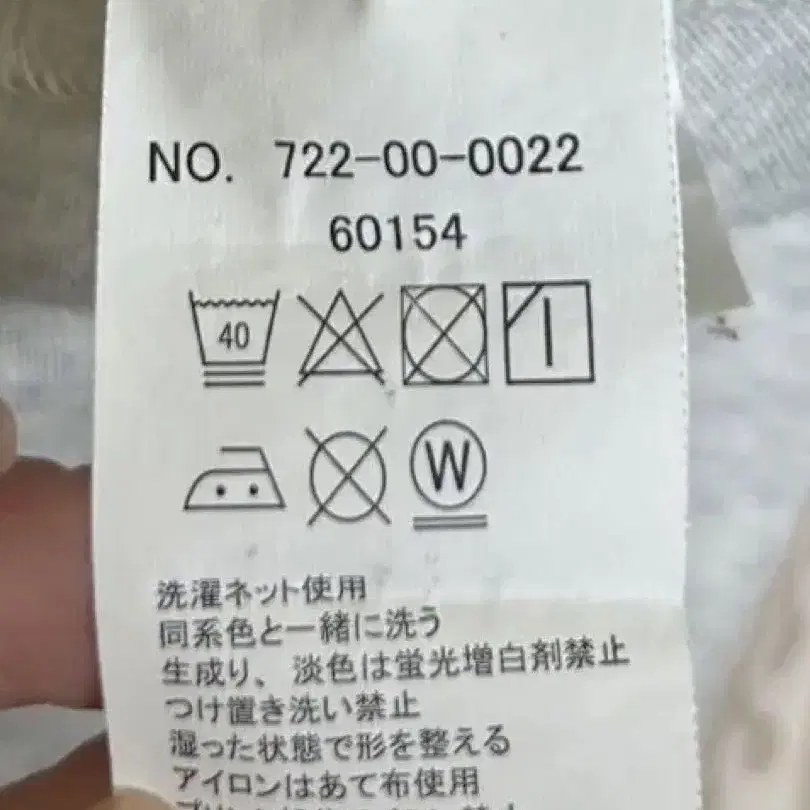 NO. 722-00-0022
60154
40
W
洗濯ネット使用
同系色と一緒に洗う
生成り、淡色は蛍光増白剤禁止
つけ置き洗い禁止
湿った状態で形を整える
アイロンはあて布使用